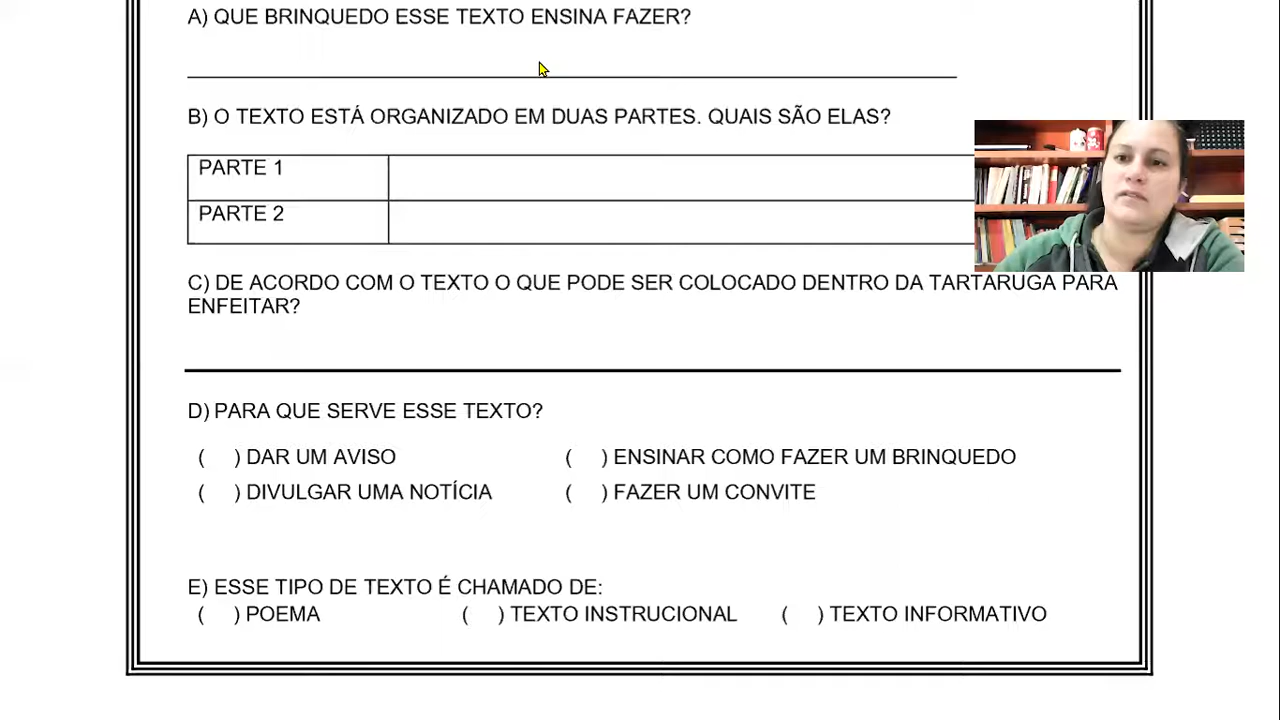 A) QUE BRINQUEDO ESSE TEXTO ENSINA FAZER?
B) O TEXTO ESTÁ ORGANIZADO EM DUAS PARTES. QUAIS SÃO ELAS?
PARTE 1
PARTE 2
C) DE ACORDO COM O TEXTO O QUE PODE SER COLOCADO DENTRO DA TARTARUGA PARA
ENFEITAR?
D) PARA QUE SERVE ESSE TEXTO?
( ) DAR UM AVISO ( ) ENSINAR COMO FAZER UM BRINQUEDO
( ) DIVULGAR UMA NOTÍCIA ( ) FAZER UM CONVITE
E) ESSE TIPO DE TEXTO É CHAMADO DE:
( ) POEMA ( ) TEXTO INSTRUCIONAL ( ) TEXTO INFORMATIVO